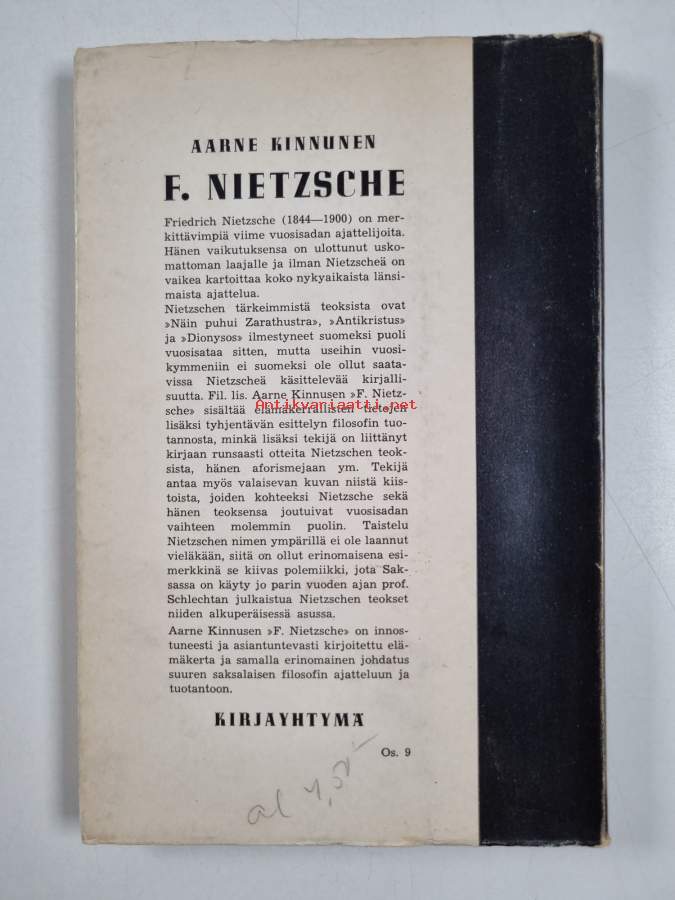 AARNE KINNUNEN
F. NIETZSCHE
Friedrich Nietzsche (1844—1900) on mer-
kittävimpiä viime vuosisadan ajattelijoita.
Hänen vaikutuksensa on ulottunut usko-
mattoman laajalle ja ilman Nietzscheä on
vaikea kartoittaa koko nykyaikaista länsi-
maista ajattelua.
Nietzschen tärkeimmistä teoksista ovat
»Näin puhui Zarathustra», »Antikristus»
ja »Dionysos» ilmestyneet suomeksi puoli
vuosisataa sitten, mutta useihin vuosi-
kymmeniin ei suomeksi ole ollut saata-
vissa Nietzscheä käsittelevää kirjalli-
suutta. Fil. lis. Aarne Kinnusen »F. Nietz-
Antikvariaatti.net
sche» sisältää elämäkerrallisten tietojen
lisäksi tyhjentävän esittelyn filosofin tuo-
tannosta, minkä lisäksi tekijä on liittänyt
kirjaan runsaasti otteita Nietzschen teok-
sista, hänen aforismejaan ym. Tekijä
antaa myös valaisevan kuvan niistä kiis-
toista, joiden kohteeksi Nietzsche sekä
hänen teoksensa joutuivat vuosisadan
vaihteen molemmin puolin. Taistelu
Nietzschen nimen ympärillä ei ole laannut
vieläkään, siitä on ollut erinomaisena esi-
merkkinä se kiivas polemiikki, jota Sak-
sassa on käyty jo parin vuoden ajan prof.
Schlechtan julkaistua Nietzschen teokset
niiden alkuperäisessä asussa.
Aarne Kinnusen »F. Nietzsche» on innos-
tuneesti ja asiantuntevasti kirjoitettu elä-
mäkerta ja samalla erinomainen johdatus
suuren saksalaisen filosofin ajatteluun ja
tuotantoon.
KIRJAYHTYMÄ
Os. 9